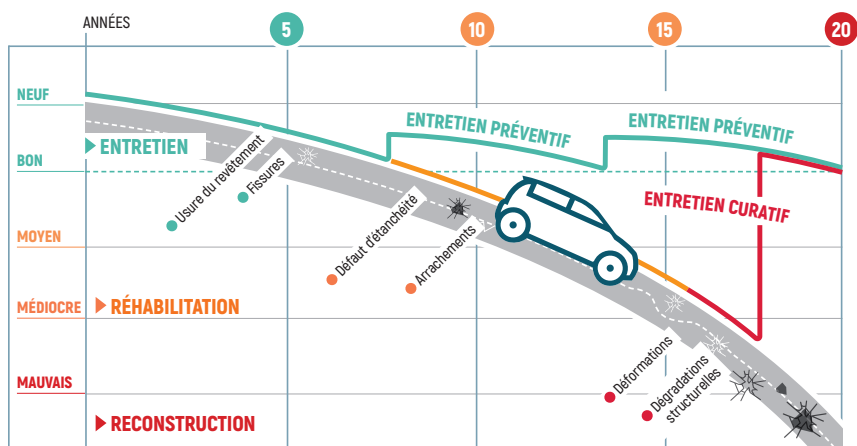 ANNÉES
5
10
15
20
NEUF
ENTRETIEN PRÉVENTIF
ENTRETIEN PRÉVENTIF
ENTRETIEN
BON
Usure du revêtement
Fissures
ENTRETIEN CURATIF
MOYEN
Défaut d'étanchéité
Arrachements
MÉDIOCRE
RÉHABILITATION
Déformations
Dégradations
structurelles
MAUVAIS
RECONSTRUCTION